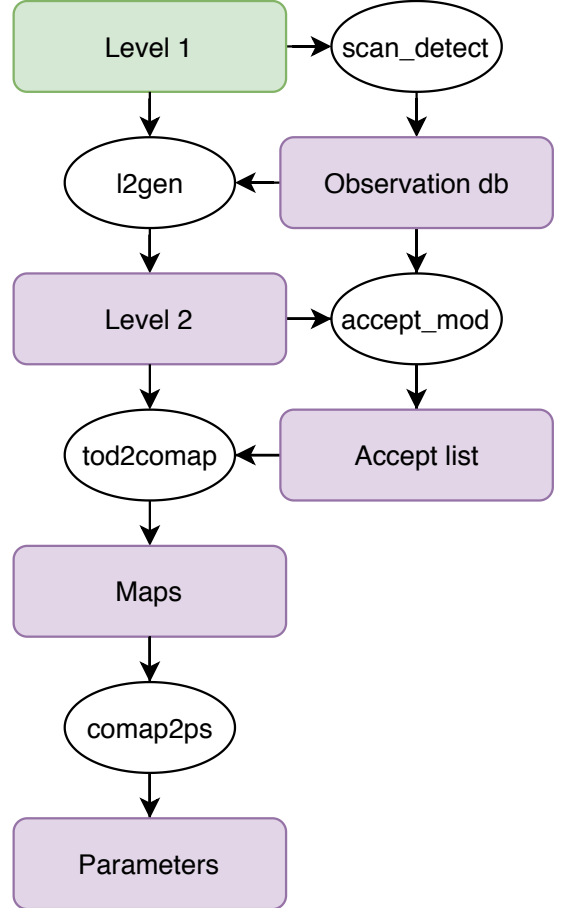 Level 1
scan_detect
l2gen
Observation db
Level 2
accept_mod
tod2comap
Accept list
Maps
comap2ps
Parameters